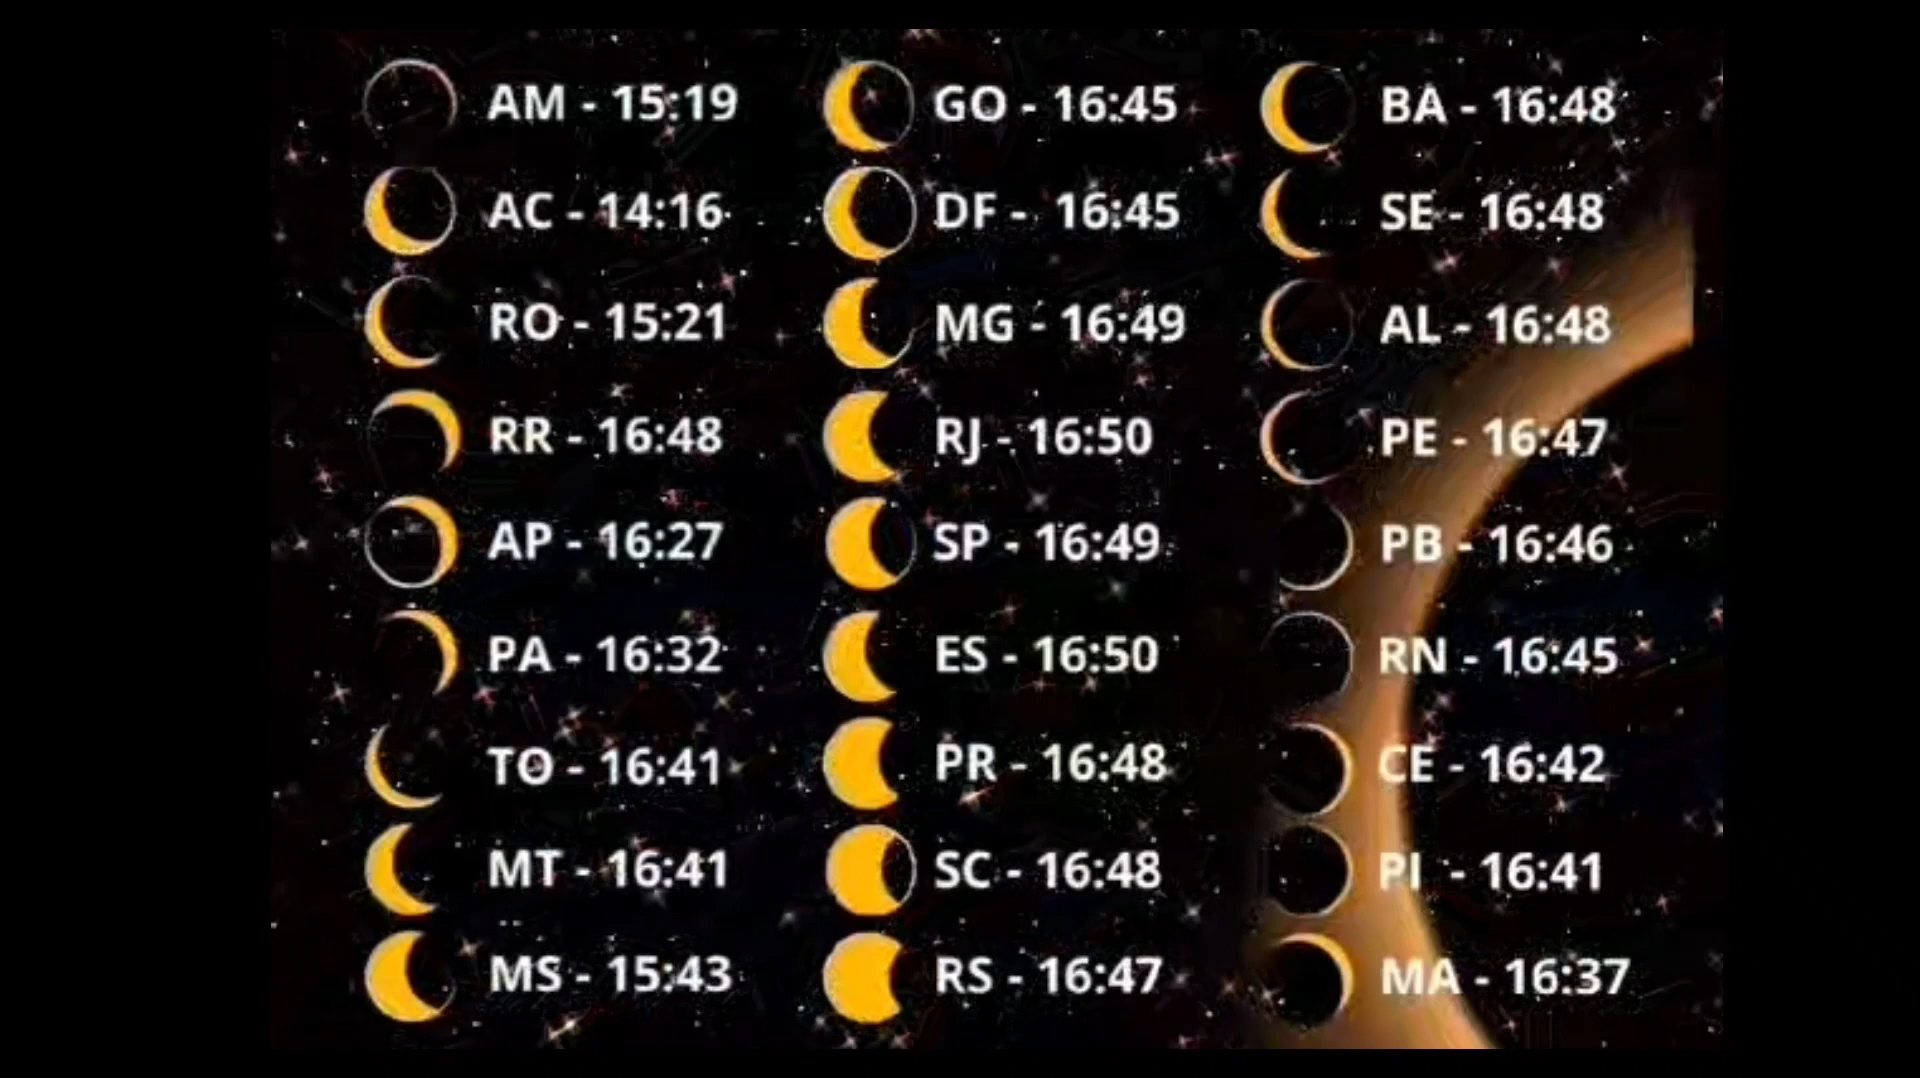 AM - 15:19
AC - 14:16
RO - 15:21
RR - 16:48
AP - 16:27
PA - 16:32
TO - 16:41
MT - 16:41
MS - 15:43
GO - 16:45
DF - 16:45
MG - 16:49
RJ - 16:50
SP - 16:49
ES - 16:50
PR - 16:48
SC - 16:48
RS - 16:47
BA - 16:48
SE - 16:48
AL - 16:48
PE - 16:47
PB - 16:46
RN - 16:45
CE - 16:42
PI - 16:41
MA - 16:37